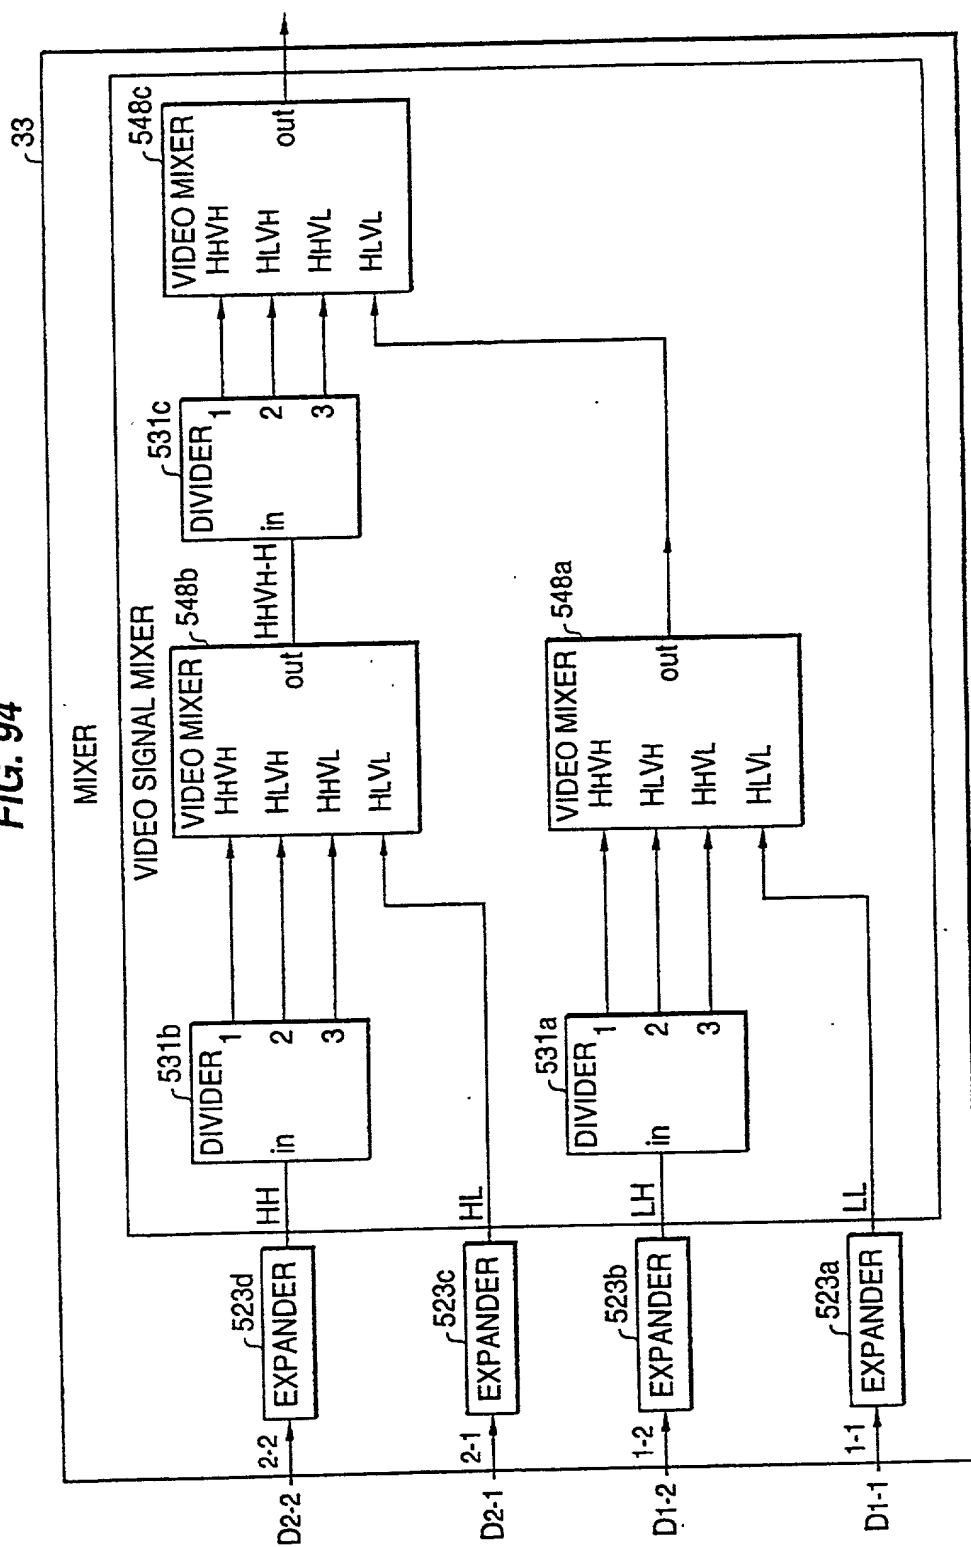 FIG. 94
33
MIXER
VIDEO SIGNAL MIXER
D2-2
2-2
EXPANDER
523d
HH
DIVIDER
531b
in
1
2
3
VIDEO MIXER
548b
HHVH
HLVH
HHVL
HLVL
out
HHVH-H
DIVIDER
531c
in
1
2
3
VIDEO MIXER
548c
HHVH
HLVH
HHVL
HLVL
out
D2-1
2-1
EXPANDER
523c
HL
D1-2
1-2
EXPANDER
523b
LH
DIVIDER
531a
in
1
2
3
VIDEO MIXER
548a
HHVH
HLVH
HHVL
HLVL
out
D1-1
1-1
EXPANDER
523a
LL